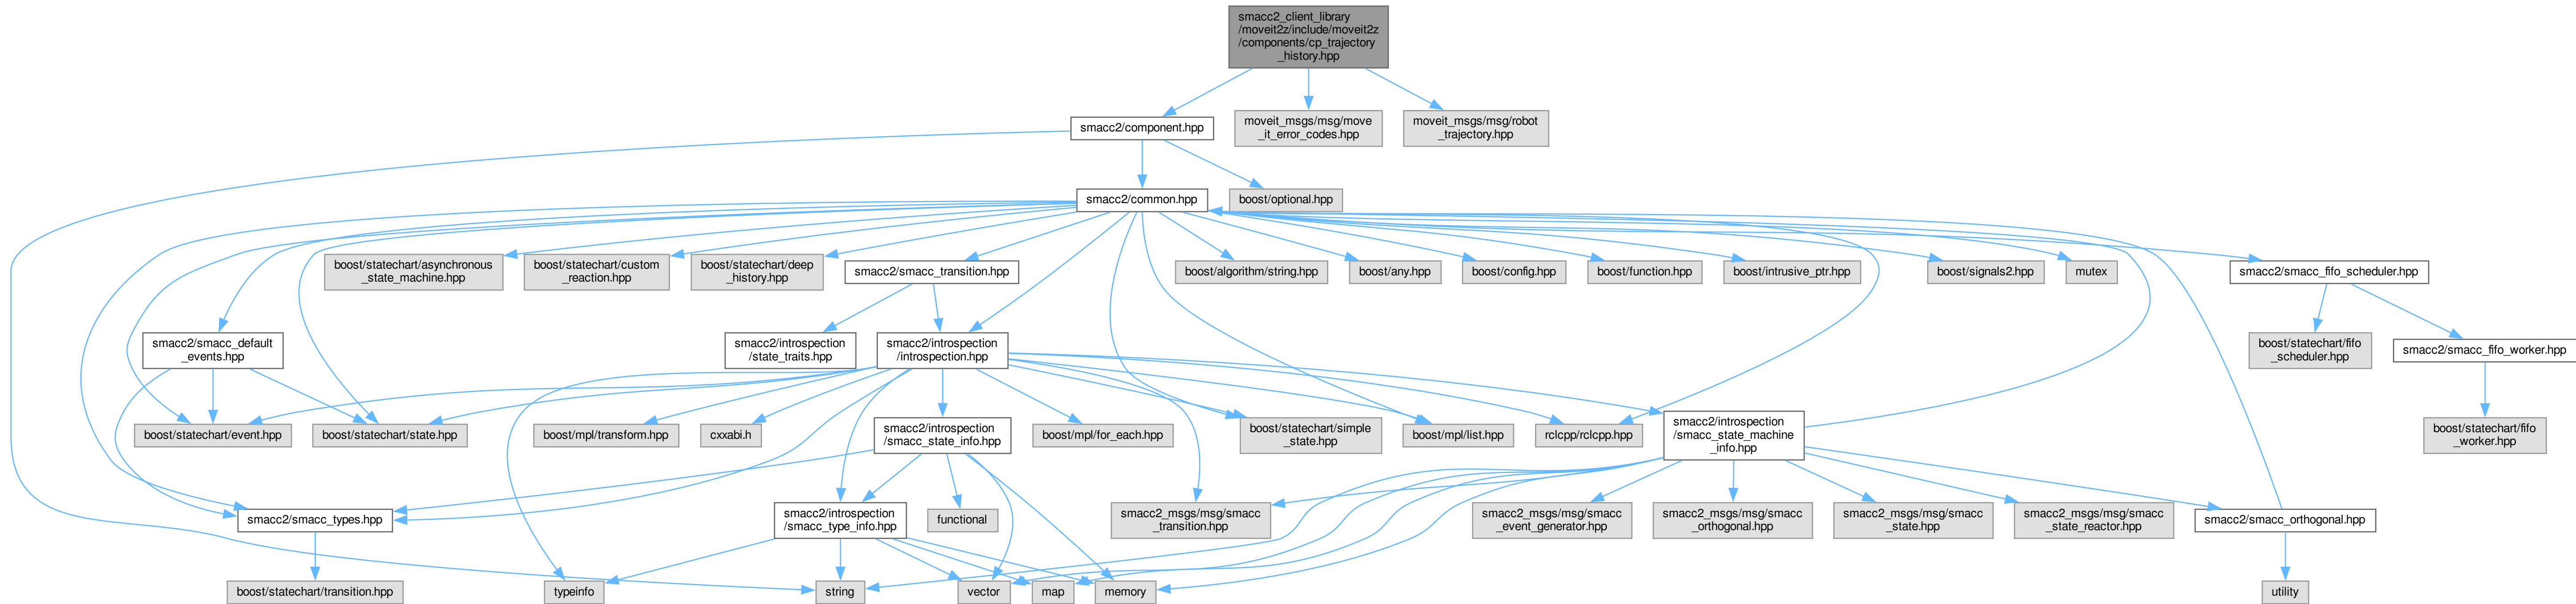 smacc2_client_library
/moveit2z/include/moveit2z
/components/cp_trajectory
_history.hpp
smacc2/component.hpp
moveit_msgs/msg/move
_it_error_codes.hpp
moveit_msgs/msg/robot
_trajectory.hpp
smacc2/common.hpp
boost/optional.hpp
boost/statechart/asynchronous
_state_machine.hpp
boost/statechart/custom
_reaction.hpp
boost/statechart/deep
_history.hpp
smacc2/smacc_transition.hpp
boost/algorithm/string.hpp
boost/any.hpp
boost/config.hpp
boost/function.hpp
boost/intrusive_ptr.hpp
boost/signals2.hpp
mutex
smacc2/smacc_fifo_scheduler.hpp
smacc2/smacc_default
_events.hpp
smacc2/introspection
/state_traits.hpp
smacc2/introspection
/introspection.hpp
boost/statechart/fifo
_scheduler.hpp
smacc2/smacc_fifo_worker.hpp
boost/statechart/event.hpp
boost/statechart/state.hpp
boost/mpl/transform.hpp
cxxabi.h
smacc2/introspection
/smacc_state_info.hpp
boost/mpl/for_each.hpp
boost/statechart/simple
_state.hpp
boost/mpl/list.hpp
rclcpp/rclcpp.hpp
smacc2/introspection
/smacc_state_machine
_info.hpp
boost/statechart/fifo
_worker.hpp
smacc2/smacc_types.hpp
smacc2/introspection
/smacc_type_info.hpp
functional
smacc2_msgs/msg/smacc
_transition.hpp
smacc2_msgs/msg/smacc
_event_generator.hpp
smacc2_msgs/msg/smacc
_orthogonal.hpp
smacc2_msgs/msg/smacc
_state.hpp
smacc2_msgs/msg/smacc
_state_reactor.hpp
smacc2/smacc_orthogonal.hpp
boost/statechart/transition.hpp
typeinfo
string
vector
map
memory
utility